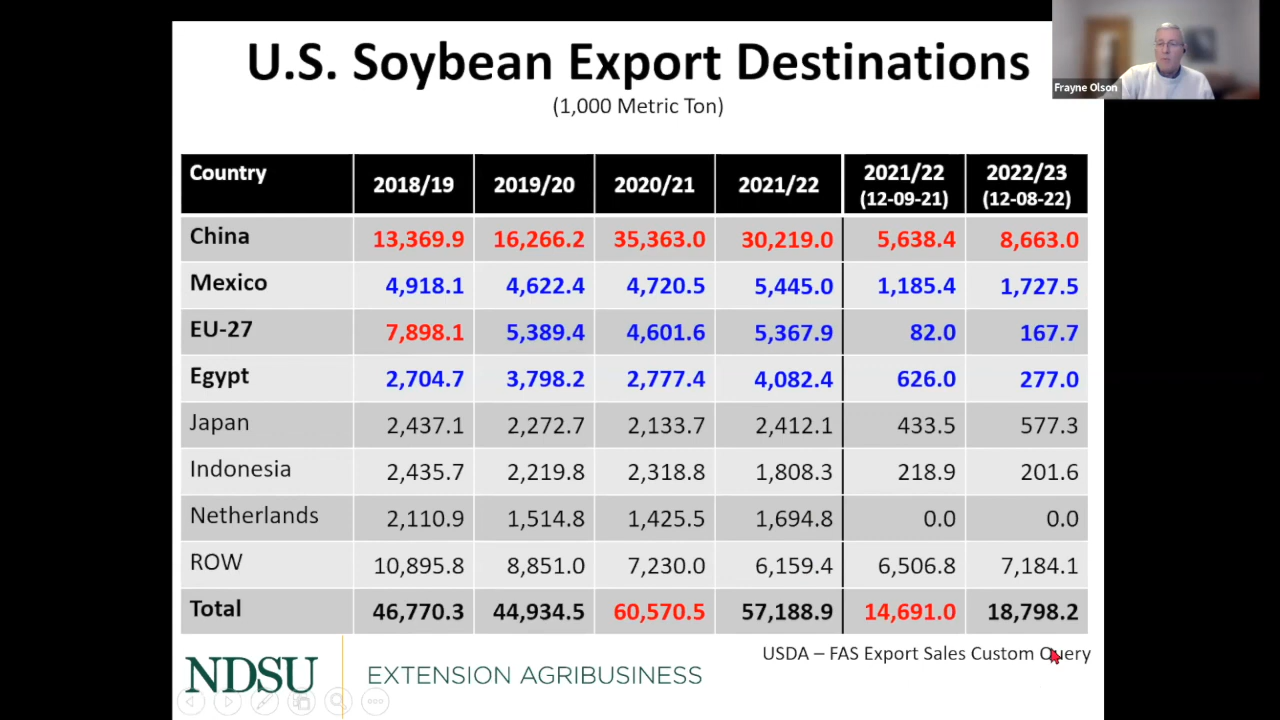 U.S. Soybean Export Destinations
(1,000 Metric Ton)
Frayne Olson
Country 2018/19 2019/20 2020/21 2021/22 2021/22 (12-09-21) 2022/23 (12-08-22)
China 13,369.9 16,266.2 35,363.0 30,219.0 5,638.4 8,663.0
Mexico 4,918.1 4,622.4 4,720.5 5,445.0 1,185.4 1,727.5
EU-27 7,898.1 5,389.4 4,601.6 5,367.9 82.0 167.7
Egypt 2,704.7 3,798.2 2,777.4 4,082.4 626.0 277.0
Japan 2,437.1 2,272.7 2,133.7 2,412.1 433.5 577.3
Indonesia 2,435.7 2,219.8 2,318.8 1,808.3 218.9 201.6
Netherlands 2,110.9 1,514.8 1,425.5 1,694.8 0.0 0.0
ROW 10,895.8 8,851.0 7,230.0 6,159.4 6,506.8 7,184.1
Total 46,770.3 44,934.5 60,570.5 57,188.9 14,691.0 18,798.2
USDA – FAS Export Sales Custom Query
NDSU EXTENSION AGRIBUSINESS